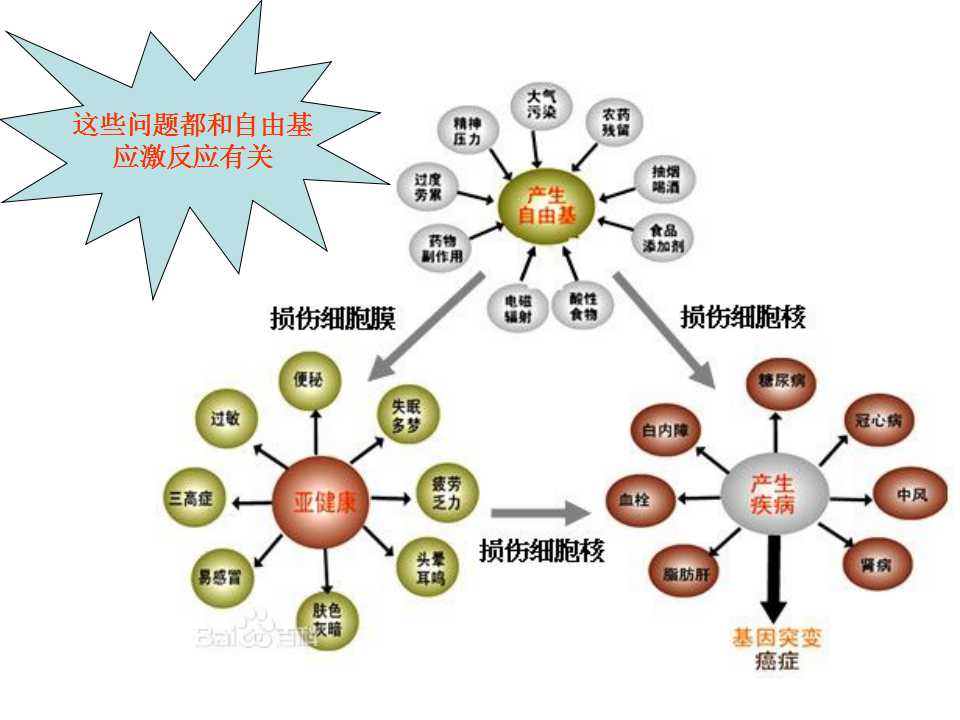 这些问题都和自由基
应激反应有关
大气
污染
精神
压力
农药
残留
过度
劳累
抽烟
喝酒
产生
自由基
药物
副作用
食品
添加剂
电磁
辐射
酸性
食物
损伤细胞膜
损伤细胞核
便秘
过敏
失眠
多梦
三高症
亚健康
疲劳
乏力
易感冒
头晕
耳鸣
肤色
灰暗
损伤细胞核
糖尿病
白内障
冠心病
血栓
产生
疾病
中风
脂肪肝
肾病
基因突变
癌症
Bai百科